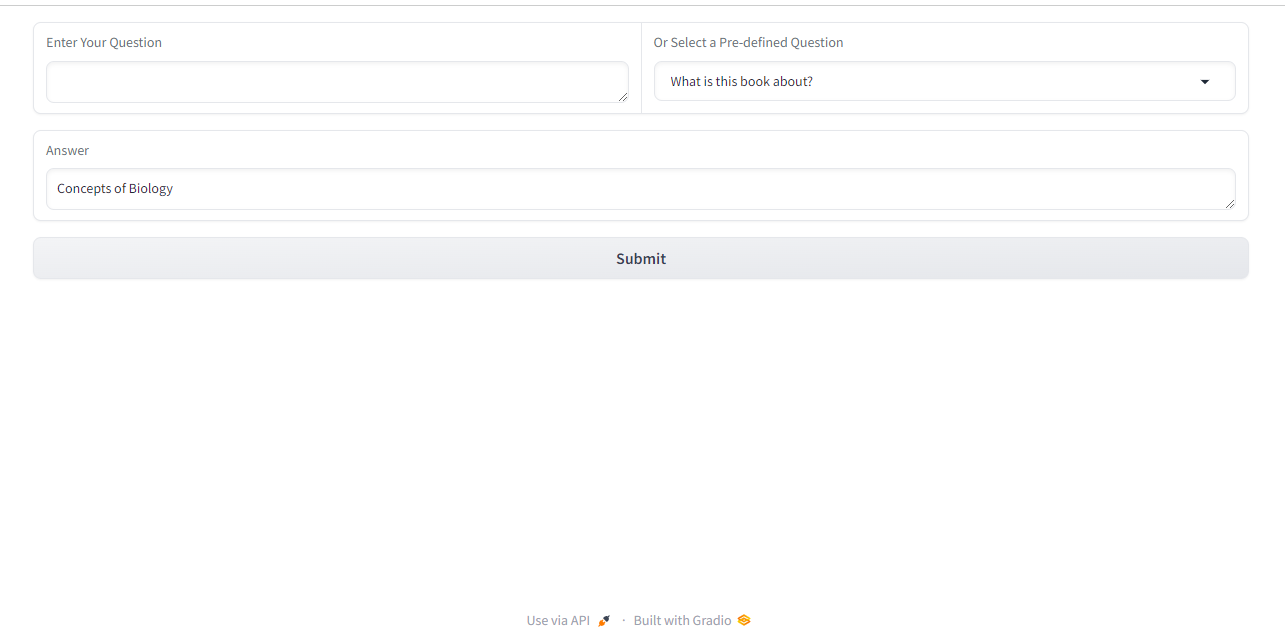 Enter Your Question
Or Select a Pre-defined Question
What is this book about?
Answer
Concepts of Biology
Submit
Use via API · Built with Gradio